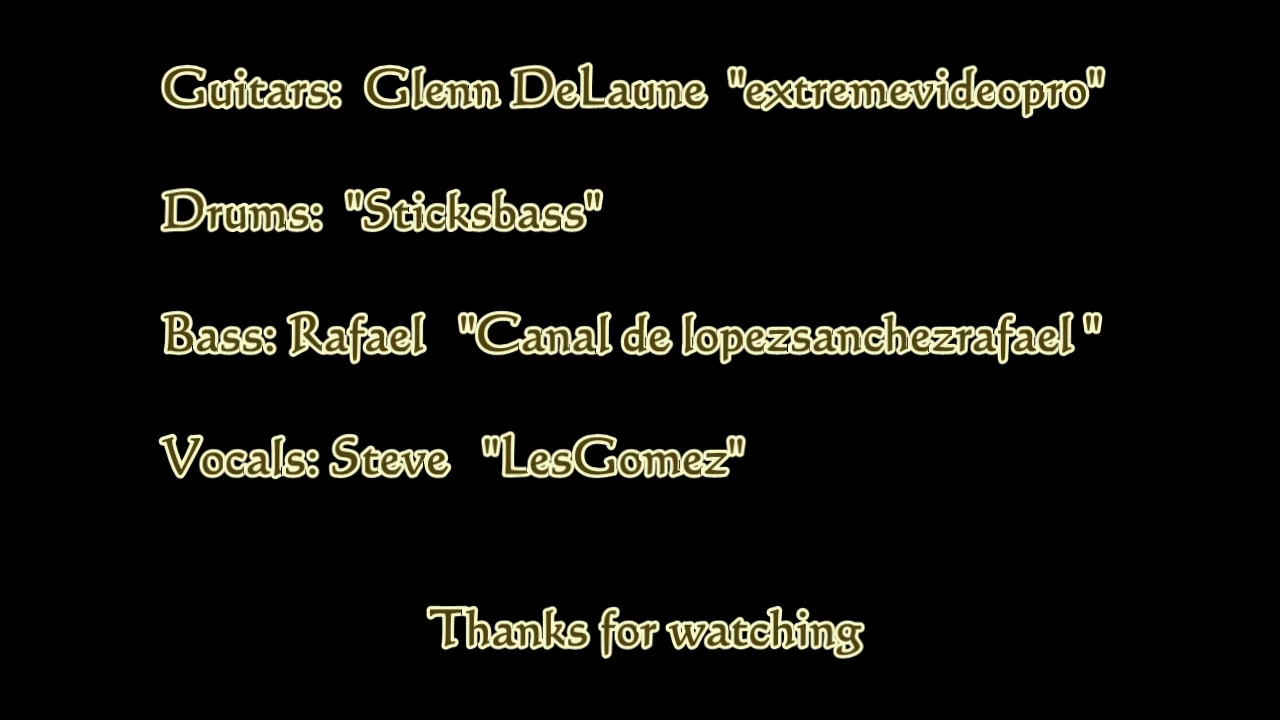 Guitars: Glenn DeLaune "extremevideopro"
Drums: "Sticksbass"
Bass: Rafael "Canal de lopezsanchezrafael "
Vocals: Steve "LesGomez"
Thanks for watching